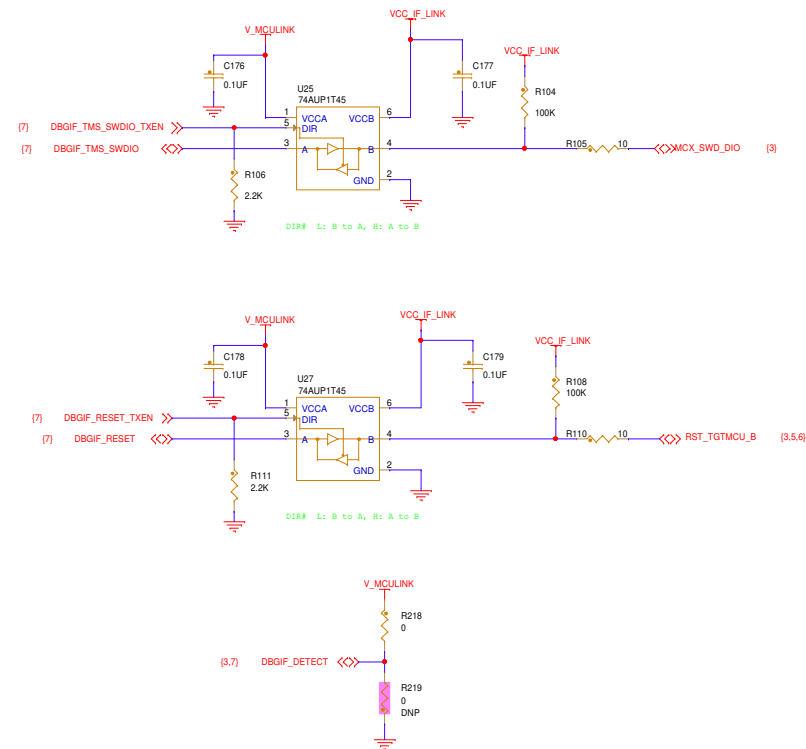 VCC_IF_LINK
V_MCULINK
VCC_IF_LINK
C176
0.1UF
C177
0.1UF
R104
100K
U25
74AUP1T45
1
VCCA
VCCB
6
{7}
DBGIF_TMS_SWDIO_TXEN
5
DIR
{7}
DBGIF_TMS_SWDIO
3
A
B
4
R105
10
MCX_SWD_DIO
{3}
R106
2.2K
GND
2
DIR# L: B to A, H: A to B
V_MCULINK
VCC_IF_LINK
VCC_IF_LINK
C178
0.1UF
C179
0.1UF
R108
100K
U27
74AUP1T45
1
VCCA
VCCB
6
{7}
DBGIF_RESET_TXEN
5
DIR
{7}
DBGIF_RESET
3
A
B
4
R110
10
RST_TGTMCU_B
{3,5,6}
R111
2.2K
GND
2
DIR# L: B to A, H: A to B
V_MCULINK
R218
0
{3,7}
DBGIF_DETECT
R219
0
DNP